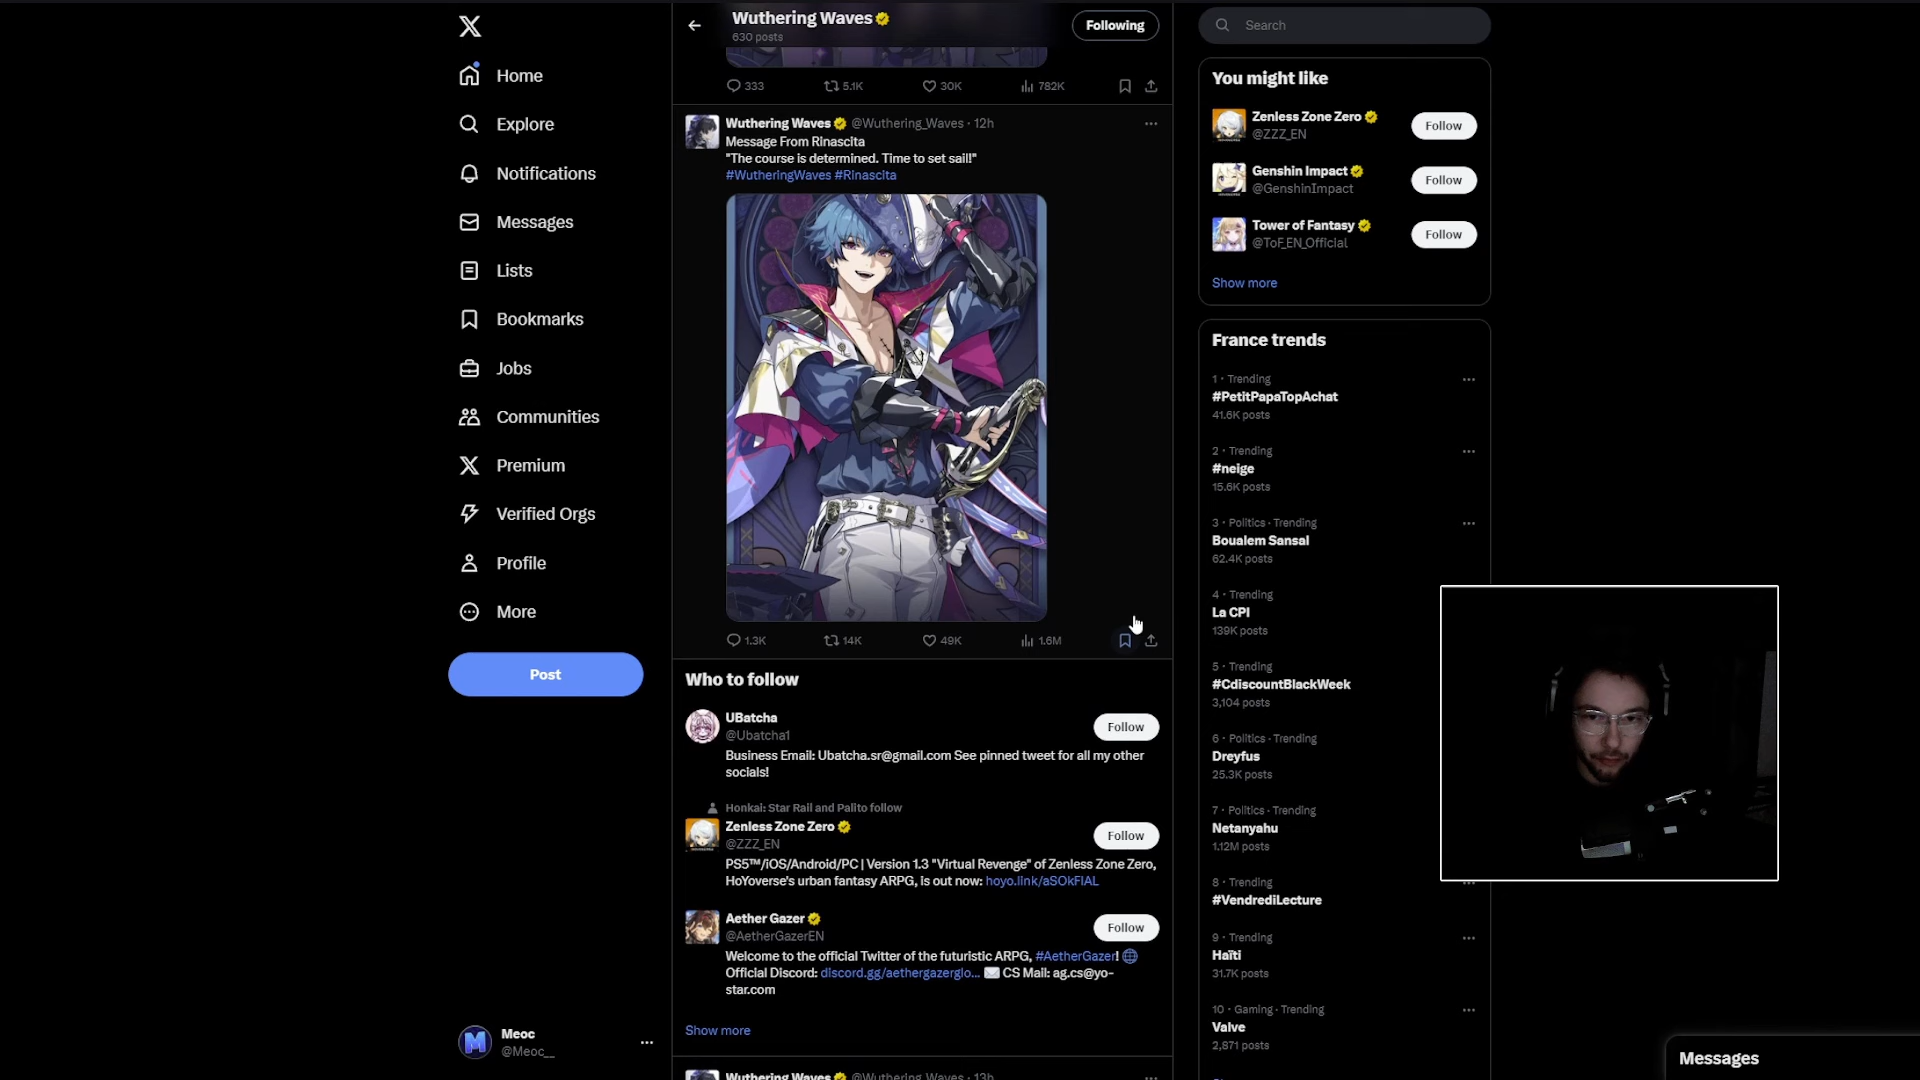 Home
Explore
Notifications
Messages
Lists
Bookmarks
Jobs
Communities
Premium
Verified Orgs
Profile
More
Post
Meoc
@Meoc__
Wuthering Waves
630 posts
Following
333
5.1K
30K
782K
Wuthering Waves @Wuthering_Waves · 12h
Message From Rinascita
"The course is determined. Time to set sail!"
#WutheringWaves #Rinascita
1.3K
14K
49K
1.6M
Who to follow
UBatcha
@Ubatcha1
Follow
Business Email: Ubatcha.sr@gmail.com See pinned tweet for all my other
socials!
Honkai: Star Rail and Palito follow
Zenless Zone Zero
@ZZZ_EN
Follow
PS5™/iOS/Android/PC | Version 1.3 "Virtual Revenge" of Zenless Zone Zero,
HoYoverse's urban fantasy ARPG, is out now: hoyo.link/aSOkFIAL
Aether Gazer
@AetherGazerEN
Follow
Welcome to the official Twitter of the futuristic ARPG, #AetherGazer!
Official Discord: discord.gg/aethergazerglo... CS Mail: ag.cs@yo-
star.com
Show more
Wuthering Waves @Wuthering_Waves · 13h
Search
You might like
Zenless Zone Zero
@ZZZ_EN
Follow
Genshin Impact
@GenshinImpact
Follow
Tower of Fantasy
@ToF_EN_Official
Follow
Show more
France trends
1 · Trending
#PetitPapaTopAchat
41.6K posts
2 · Trending
#neige
15.6K posts
3 · Politics · Trending
Boualem Sansal
62.4K posts
4 · Trending
La CPI
139K posts
5 · Trending
#CdiscountBlackWeek
3,104 posts
6 · Politics · Trending
Dreyfus
25.3K posts
7 · Politics · Trending
Netanyahu
1.12M posts
8 · Trending
#VendrediLecture
9 · Trending
Haïti
31.7K posts
10 · Gaming · Trending
Valve
2,871 posts
Messages